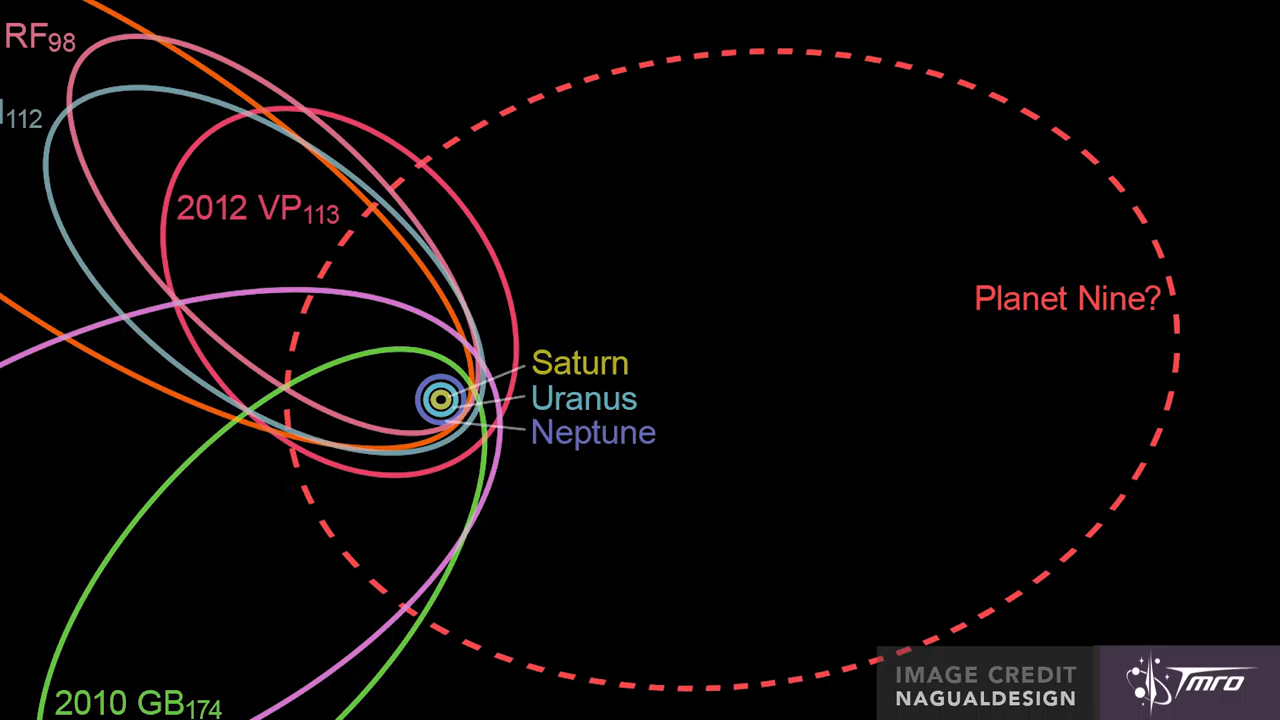 RF98
112
2012 VP113
Planet Nine?
Saturn
Uranus
Neptune
2010 GB174
IMAGE CREDIT
NAGUALDESIGN
TMRO